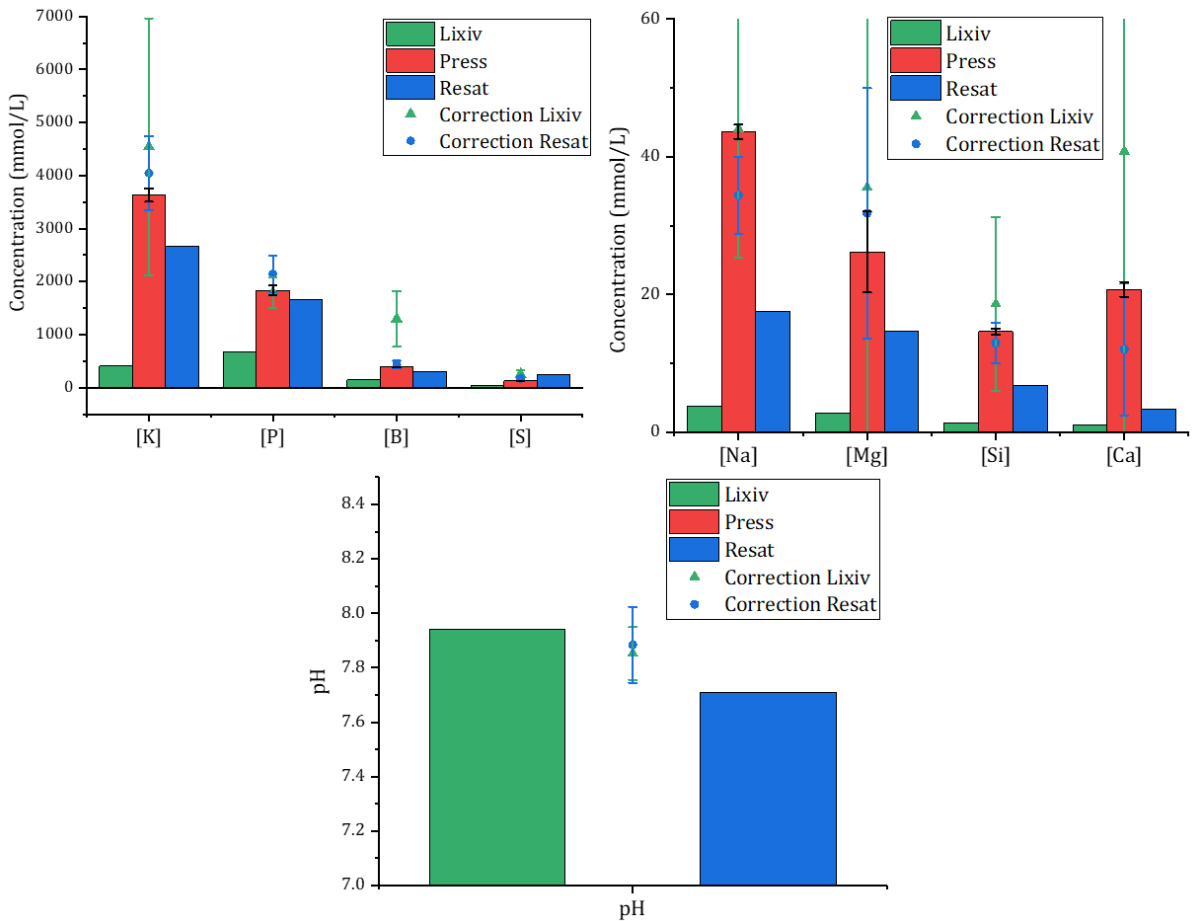 7000
6000
5000
4000
3000
2000
1000
0
Concentration (mmol/L)
Lixiv
Press
Resat
Correction Lixiv
Correction Resat
[K] [P] [B] [S]
60
40
20
0
Concentration (mmol/L)
Lixiv
Press
Resat
Correction Lixiv
Correction Resat
[Na] [Mg] [Si] [Ca]
8.4
8.2
8.0
7.8
7.6
7.4
7.2
7.0
pH
Lixiv
Press
Resat
Correction Lixiv
Correction Resat
pH